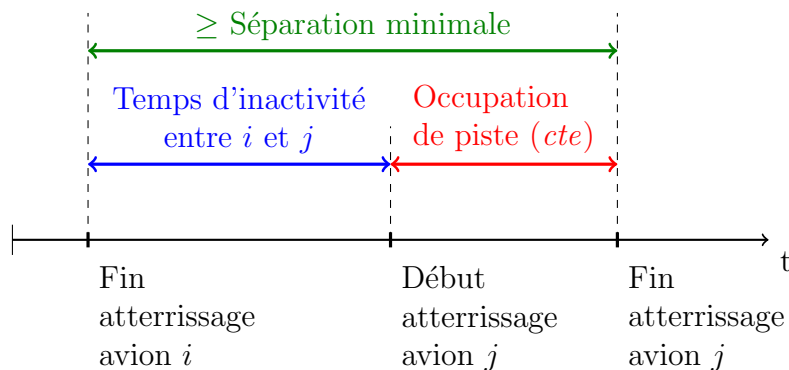 ≥ Séparation minimale
Temps d'inactivité
entre i et j
Occupation
de piste (cte)
t
Fin
atterrissage
avion i
Début
atterrissage
avion j
Fin
atterrissage
avion j